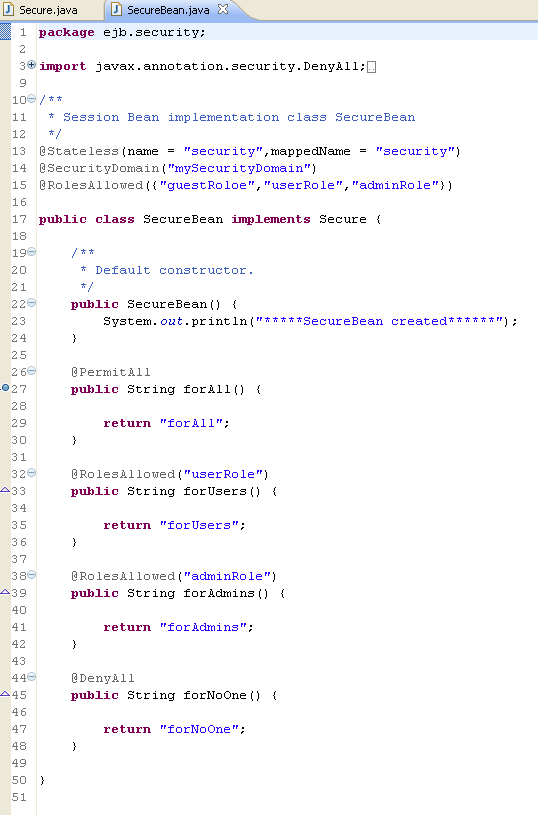 Secure.java SecureBean.java
1 package ejb.security;
2
3 import javax.annotation.security.DenyAll;
9
10 /**
11  * Session Bean implementation class SecureBean
12  */
13 @Stateless(name = "security",mappedName = "security")
14 @SecurityDomain("mySecurityDomain")
15 @RolesAllowed({"guestRoloe","userRole","adminRole"})
16
17 public class SecureBean implements Secure {
18
19     /**
20      * Default constructor.
21      */
22     public SecureBean() {
23         System.out.println("*****SecureBean created******");
24     }
25
26     @PermitAll
27     public String forAll() {
28
29         return "forAll";
30     }
31
32     @RolesAllowed("userRole")
33     public String forUsers() {
34
35         return "forUsers";
36     }
37
38     @RolesAllowed("adminRole")
39     public String forAdmins() {
40
41         return "forAdmins";
42     }
43
44     @DenyAll
45     public String forNoOne() {
46
47         return "forNoOne";
48     }
49
50 }
51